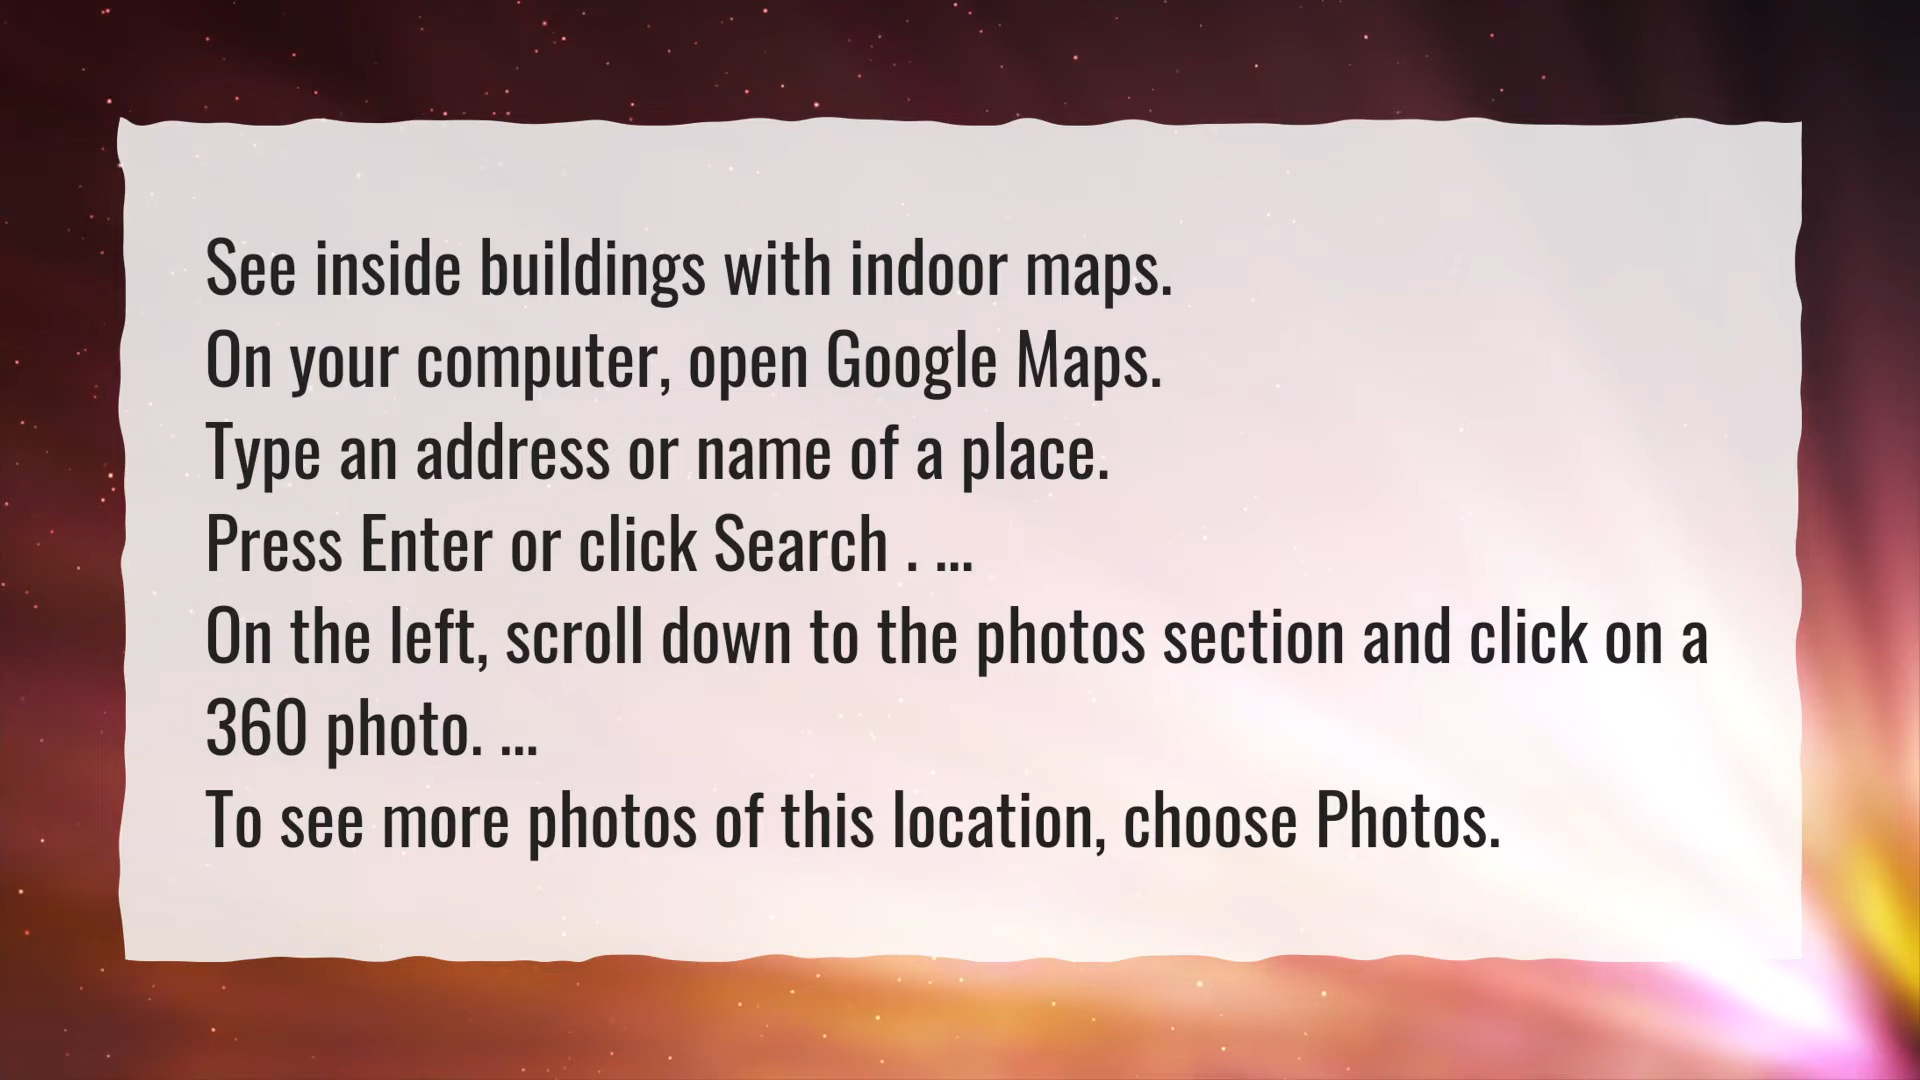 See inside buildings with indoor maps.
On your computer, open Google Maps.
Type an address or name of a place.
Press Enter or click Search . ...
On the left, scroll down to the photos section and click on a
360 photo. ...
To see more photos of this location, choose Photos.